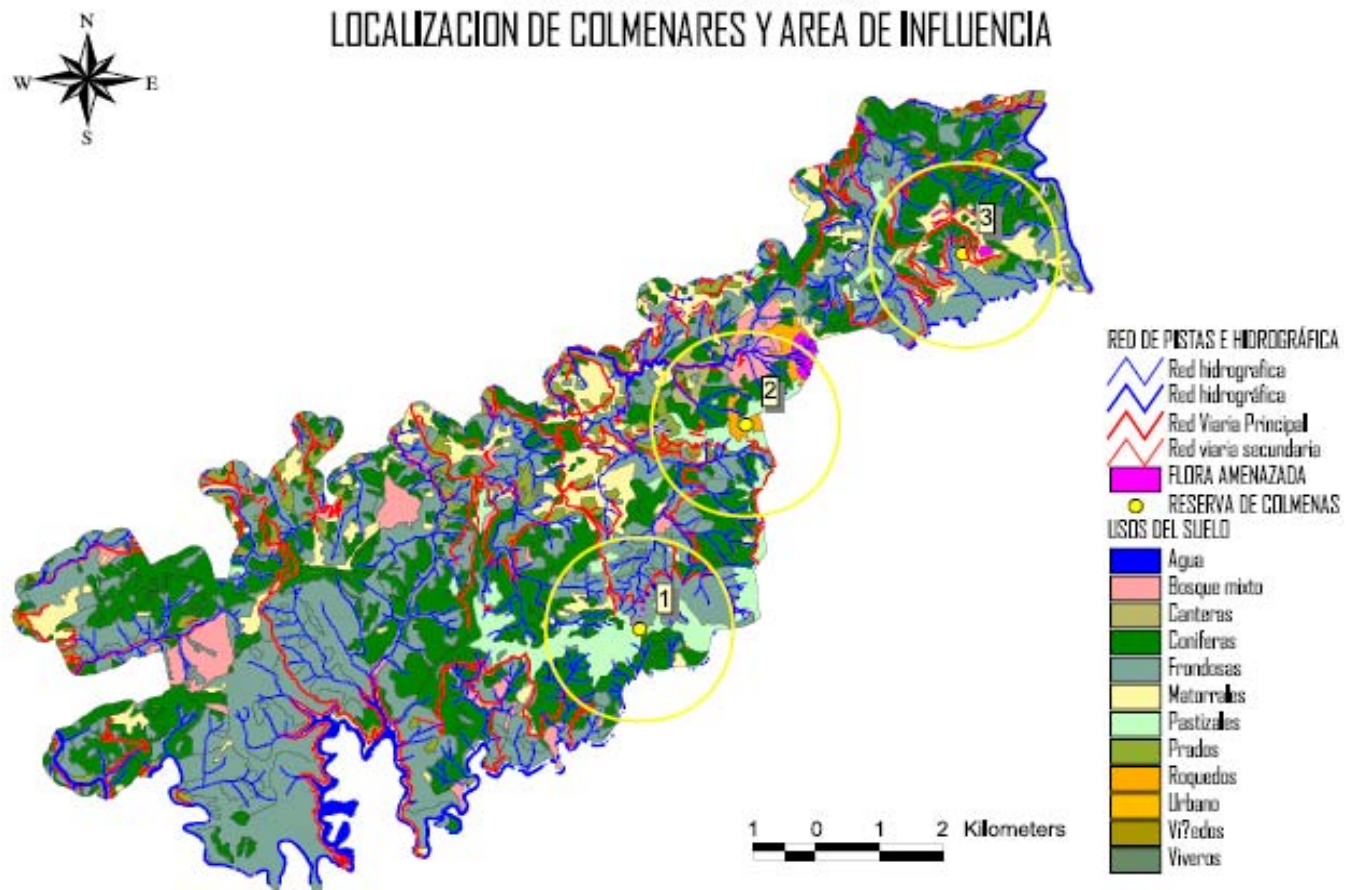 LOCALIZACION DE COLMENARES Y AREA DE INFLUENCIA
N
W E
S
3
2
1
RED DE PISTAS E HIDROGRÁFICA
Red hidrografica
Red hidrográfica
Red Viaria Principal
Red viaria secundaria
FLORA AMENAZADA
RESERVA DE COLMENAS
USOS DEL SUELO
Agua
Bosque mixto
Canteras
Coniferas
Frondosas
Matorrales
Pastizales
Prados
Roquedos
Urbano
Vi?edos
Viveros
1 0 1 2 Kilometers